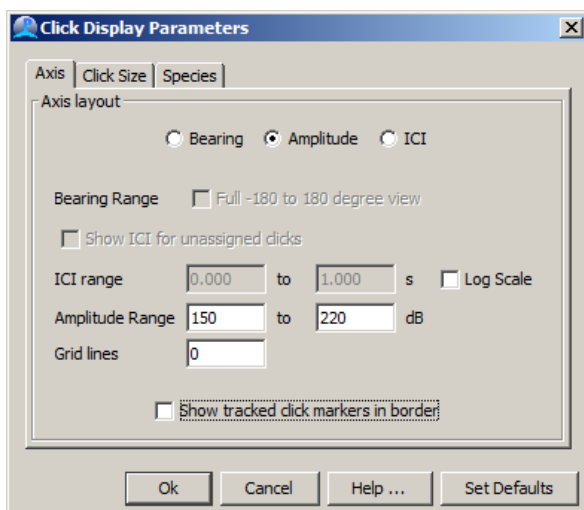 Click Display Parameters
Axis Click Size Species
Axis layout
Bearing Amplitude ICI
Bearing Range Full -180 to 180 degree view
Show ICI for unassigned clicks
ICI range 0.000 to 1.000 s Log Scale
Amplitude Range 150 to 220 dB
Grid lines 0
Show tracked click markers in border
Ok Cancel Help ... Set Defaults